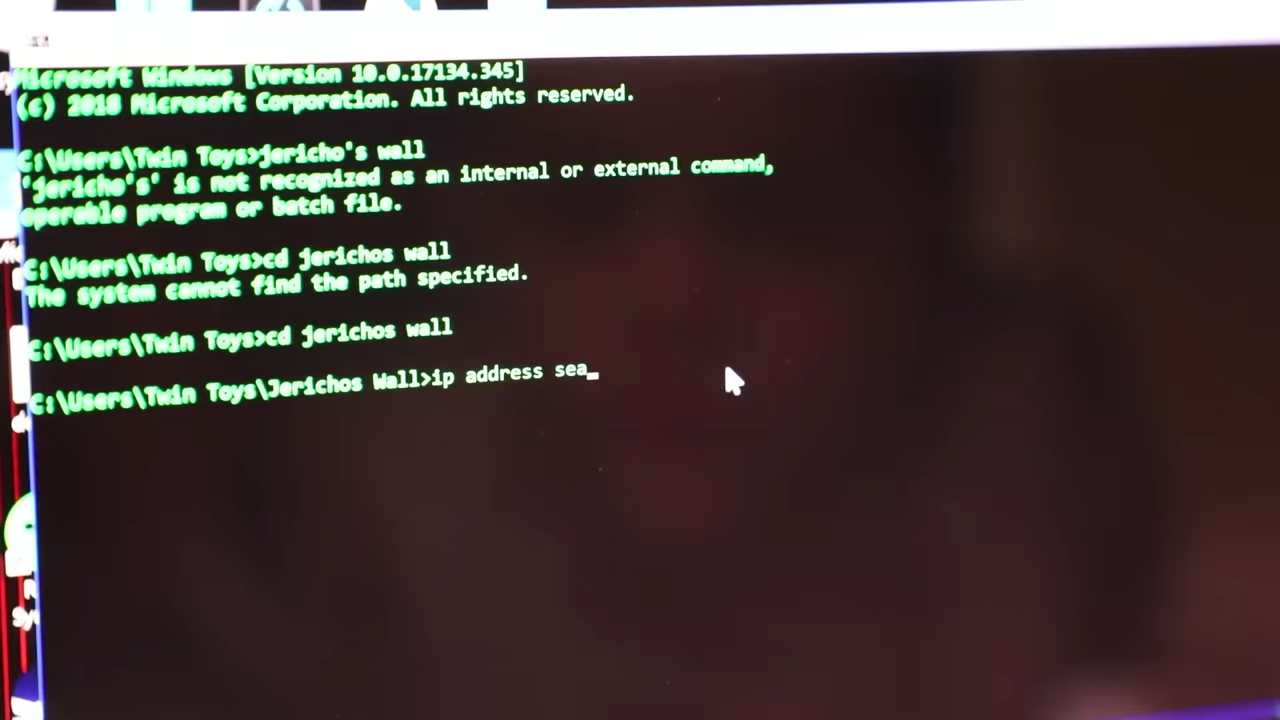 Microsoft Windows [Version 10.0.17134.345]
(c) 2018 Microsoft Corporation. All rights reserved.
C:\Users\Twin Toys>jericho's wall
'jericho's' is not recognized as an internal or external command,
operable program or batch file.
C:\Users\Twin Toys>cd jerichos wall
The system cannot find the path specified.
C:\Users\Twin Toys>cd jerichos wall
C:\Users\Twin Toys\Jerichos Wall>ip address sea_